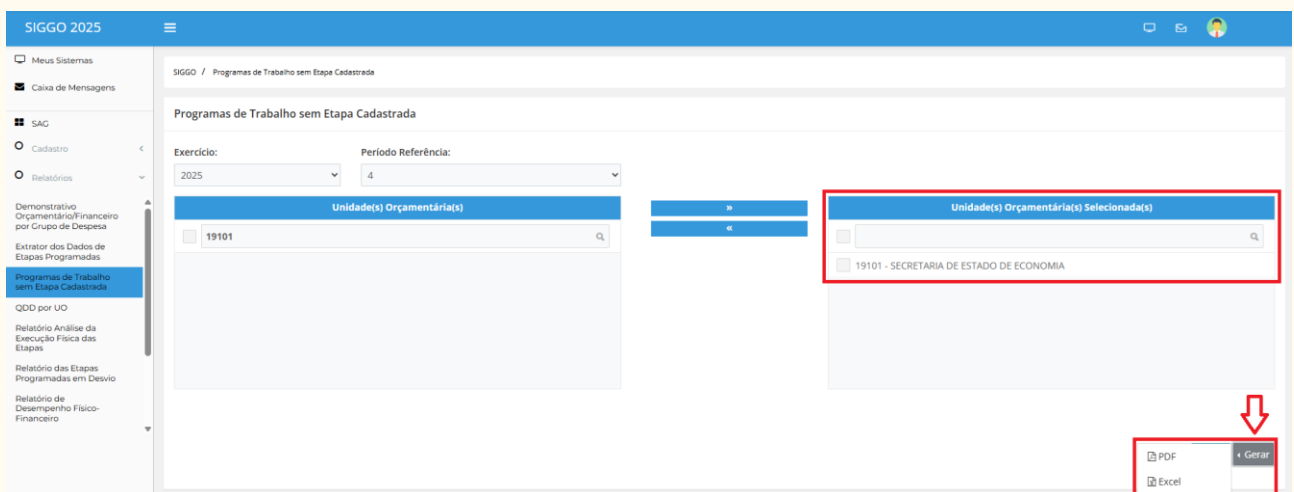 SIGGO 2025
Meus Sistemas
Caixa de Mensagens
SAG
Cadastro
Relatórios
Demonstrativo
Orçamentário/Financeiro
por Grupo de Despesa
Extrator dos Dados de
Etapas Programadas
Programas de Trabalho
sem Etapa Cadastrada
QDD por UO
Relatório Análise da
Execução Física das
Etapas
Relatório das Etapas
Programadas em Desvio
Relatório de
Desempenho Físico-
Financeiro
SIGGO / Programas de Trabalho sem Etapa Cadastrada
Programas de Trabalho sem Etapa Cadastrada
Exercício: Período Referência:
2025 4
Unidade(s) Orçamentária(s) » Unidade(s) Orçamentária(s) Selecionada(s)
«
19101
19101 - SECRETARIA DE ESTADO DE ECONOMIA
PDF Gerar
Excel